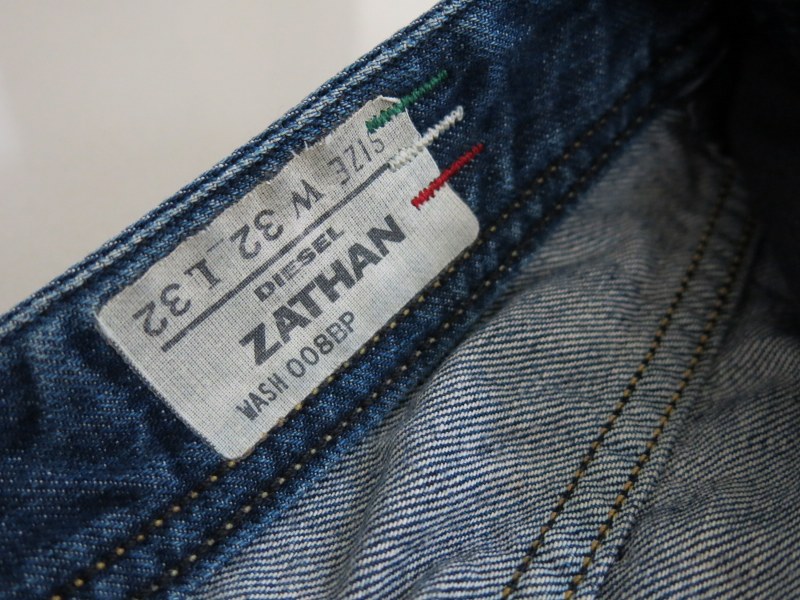 SIZE W 32 L 32
DIESEL
ZATHAN
WASH 008BP